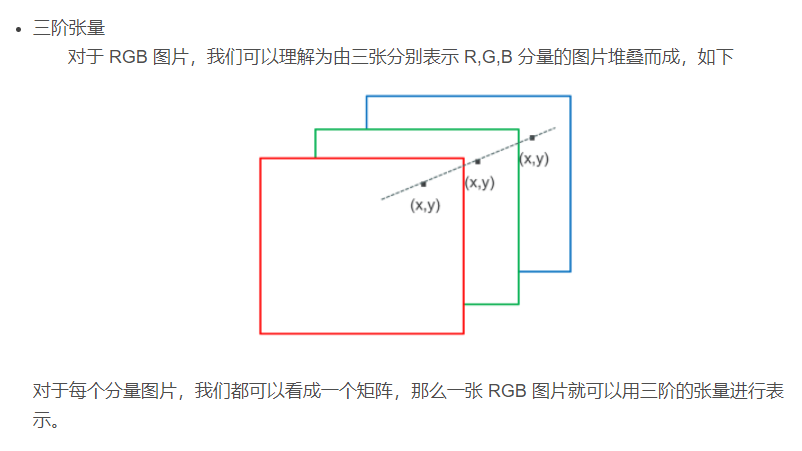 三阶张量
对于 RGB 图片，我们可以理解为由三张分别表示 R,G,B 分量的图片堆叠而成，如下
(x,y)
(x,y)
(x,y)
对于每个分量图片，我们都可以看成一个矩阵，那么一张 RGB 图片就可以用三阶的张量进行表
示。